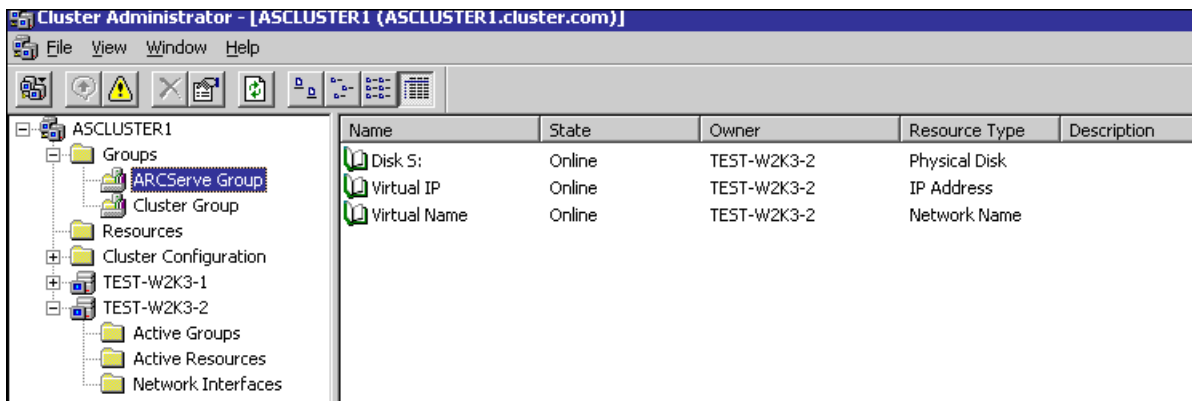 Cluster Administrator - [ASCLUSTER1 (ASCLUSTER1.cluster.com)]
File View Window Help
ASCLUSTER1
Groups
ARCServe Group
Cluster Group
Resources
Cluster Configuration
TEST-W2K3-1
TEST-W2K3-2
Active Groups
Active Resources
Network Interfaces
Name State Owner Resource Type Description
Disk S: Online TEST-W2K3-2 Physical Disk
Virtual IP Online TEST-W2K3-2 IP Address
Virtual Name Online TEST-W2K3-2 Network Name